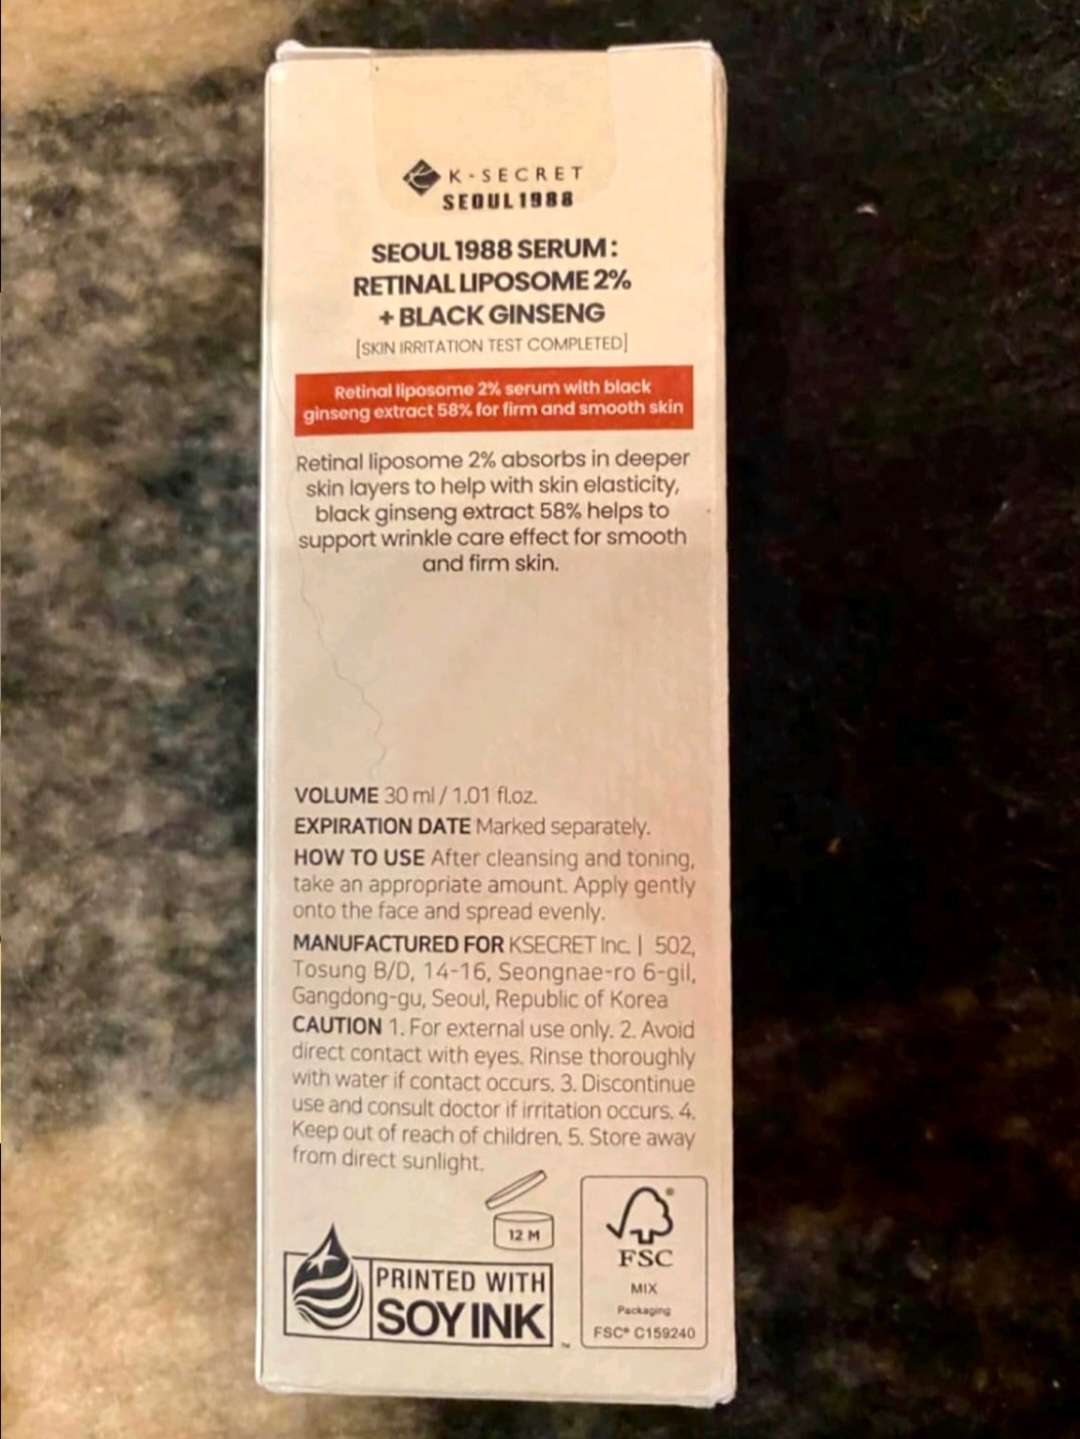 K-SECRET
SEOUL 1988
SEOUL 1988 SERUM :
RETINAL LIPOSOME 2%
+ BLACK GINSENG
[SKIN IRRITATION TEST COMPLETED]
Retinal liposome 2% serum with black
ginseng extract 58% for firm and smooth skin
Retinal liposome 2% absorbs in deeper
skin layers to help with skin elasticity,
black ginseng extract 58% helps to
support wrinkle care effect for smooth
and firm skin.
VOLUME 30 ml / 1.01 fl.oz.
EXPIRATION DATE Marked separately.
HOW TO USE After cleansing and toning,
take an appropriate amount. Apply gently
onto the face and spread evenly.
MANUFACTURED FOR KSECRET Inc. | 502,
Tosung B/D, 14-16, Seongnae-ro 6-gil,
Gangdong-gu, Seoul, Republic of Korea
CAUTION 1. For external use only. 2. Avoid
direct contact with eyes. Rinse thoroughly
with water if contact occurs. 3. Discontinue
use and consult doctor if irritation occurs. 4.
Keep out of reach of children. 5. Store away
from direct sunlight.
12 M
PRINTED WITH
SOY INK
™
®
FSC
MIX
Packaging
FSC® C159240